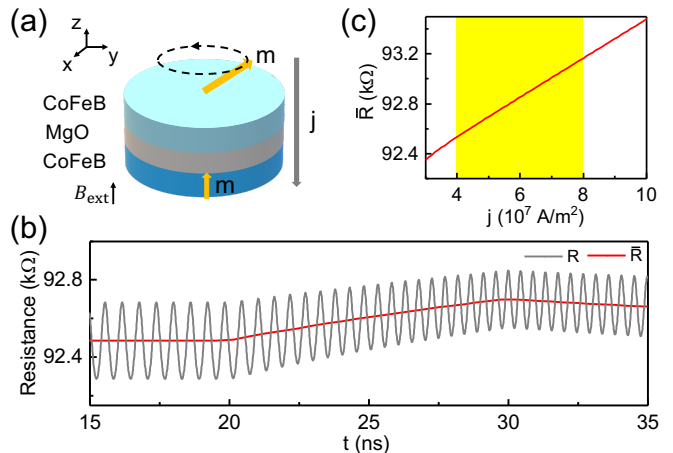 (a)
z
y
x
m
CoFeB
MgO
CoFeB
j
m
B_ext
(c)
R̄ (kΩ)
93.2
92.8
92.4
4 6 8 10
j (10⁷ A/m²)
(b)
Resistance (kΩ)
92.8
92.4
R R̄
15 20 25 30 35
t (ns)